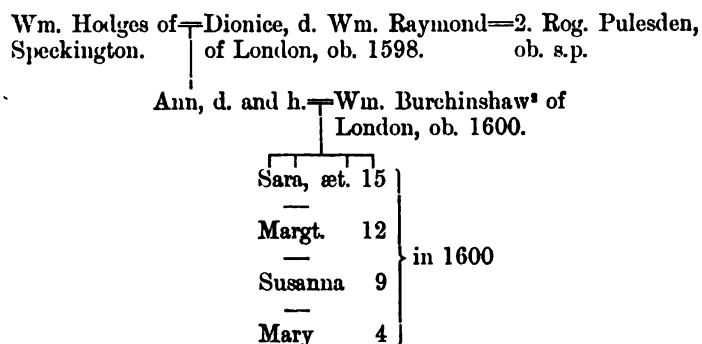 Wm. Hodges of Dionice, d. Wm. Raymond 2. Rog. Pulesden,
Speckington. of London, ob. 1598. ob. s.p.
Ann, d. and h. Wm. Burchinshaw² of
London, ob. 1600.
Sara, æt. 15
Margt. 12
in 1600
Susanna 9
Mary 4